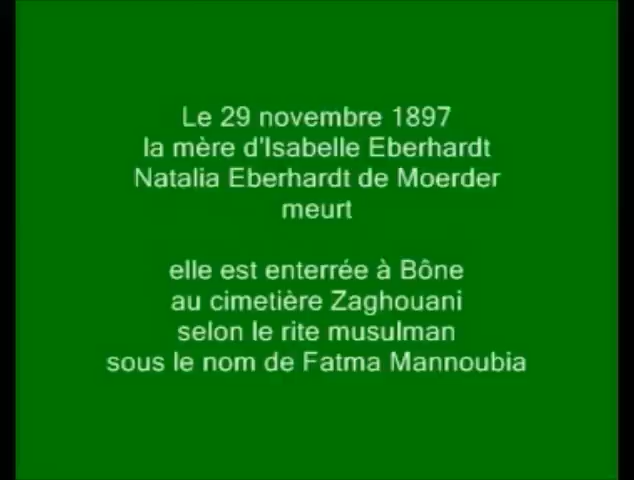 Le 29 novembre 1897
la mère d'Isabelle Eberhardt
Natalia Eberhardt de Moerder
meurt
elle est enterrée à Bône
au cimetière Zaghouani
selon le rite musulman
sous le nom de Fatma Mannoubia